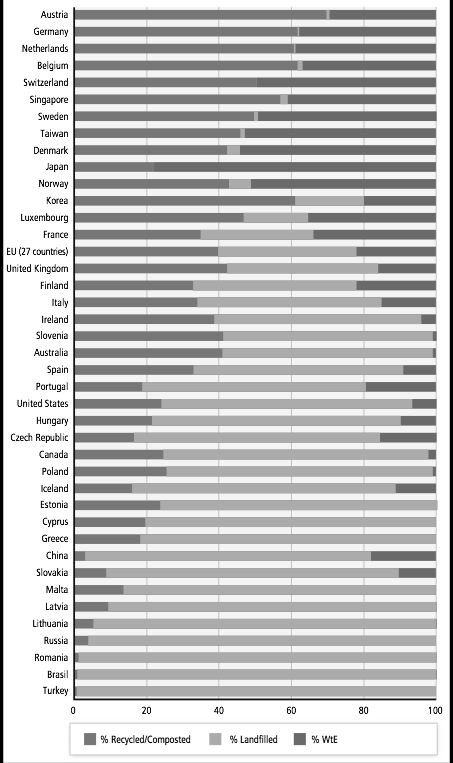 Austria
Germany
Netherlands
Belgium
Switzerland
Singapore
Sweden
Taiwan
Denmark
Japan
Norway
Korea
Luxembourg
France
EU (27 countries)
United Kingdom
Finland
Italy
Ireland
Slovenia
Australia
Spain
Portugal
United States
Hungary
Czech Republic
Canada
Poland
Iceland
Estonia
Cyprus
Greece
China
Slovakia
Malta
Latvia
Lithuania
Russia
Romania
Brasil
Turkey
0 20 40 60 80 100
% Recycled/Composted % Landfilled % WtE